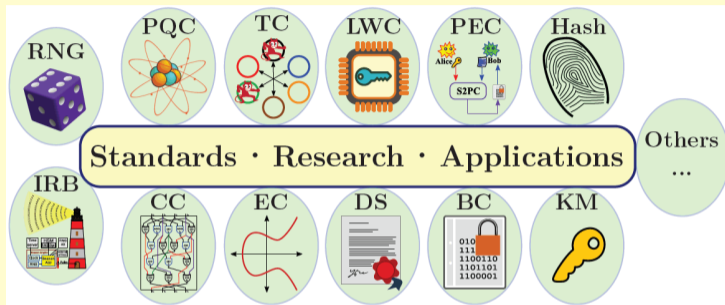 RNG
PQC
TC
LWC
PEC
Hash
Alice
Bob
S2PC
Standards · Research · Applications
Others
...
IRB
CC
EC
DS
BC
KM
010
111
1100110
1101101
1100001